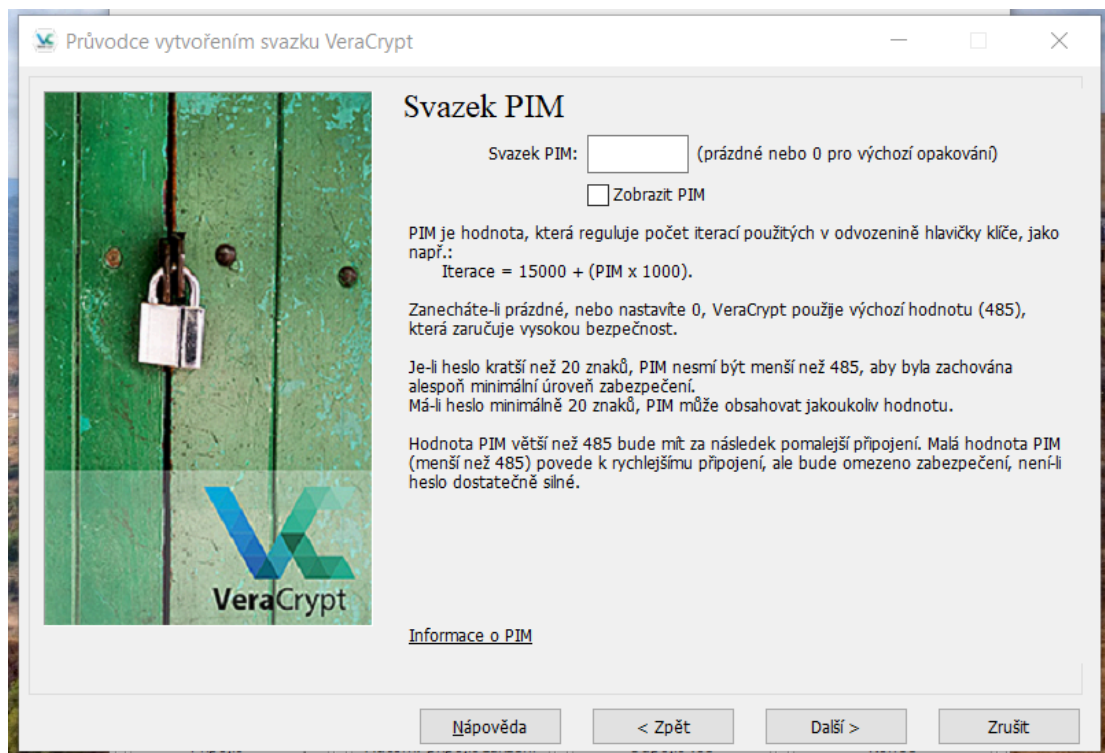 Průvodce vytvořením svazku VeraCrypt
Svazek PIM
Svazek PIM: (prázdné nebo 0 pro výchozí opakování)
Zobrazit PIM
PIM je hodnota, která reguluje počet iterací použitých v odvozenině hlavičky klíče, jako
např.:
Iterace = 15000 + (PIM x 1000).
Zanecháte-li prázdné, nebo nastavíte 0, VeraCrypt použije výchozí hodnotu (485),
která zaručuje vysokou bezpečnost.
Je-li heslo kratší než 20 znaků, PIM nesmí být menší než 485, aby byla zachována
alespoň minimální úroveň zabezpečení.
Má-li heslo minimálně 20 znaků, PIM může obsahovat jakoukoliv hodnotu.
Hodnota PIM větší než 485 bude mít za následek pomalejší připojení. Malá hodnota PIM
(menší než 485) povede k rychlejšímu připojení, ale bude omezeno zabezpečení, není-li
heslo dostatečně silné.
VeraCrypt
Informace o PIM
Nápověda < Zpět Další > Zrušit